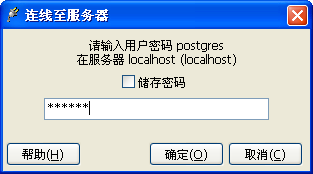 连线至服务器
请输入用户密码 postgres
在服务器 localhost (localhost)
储存密码
******
帮助(H)
确定(O)
取消(C)